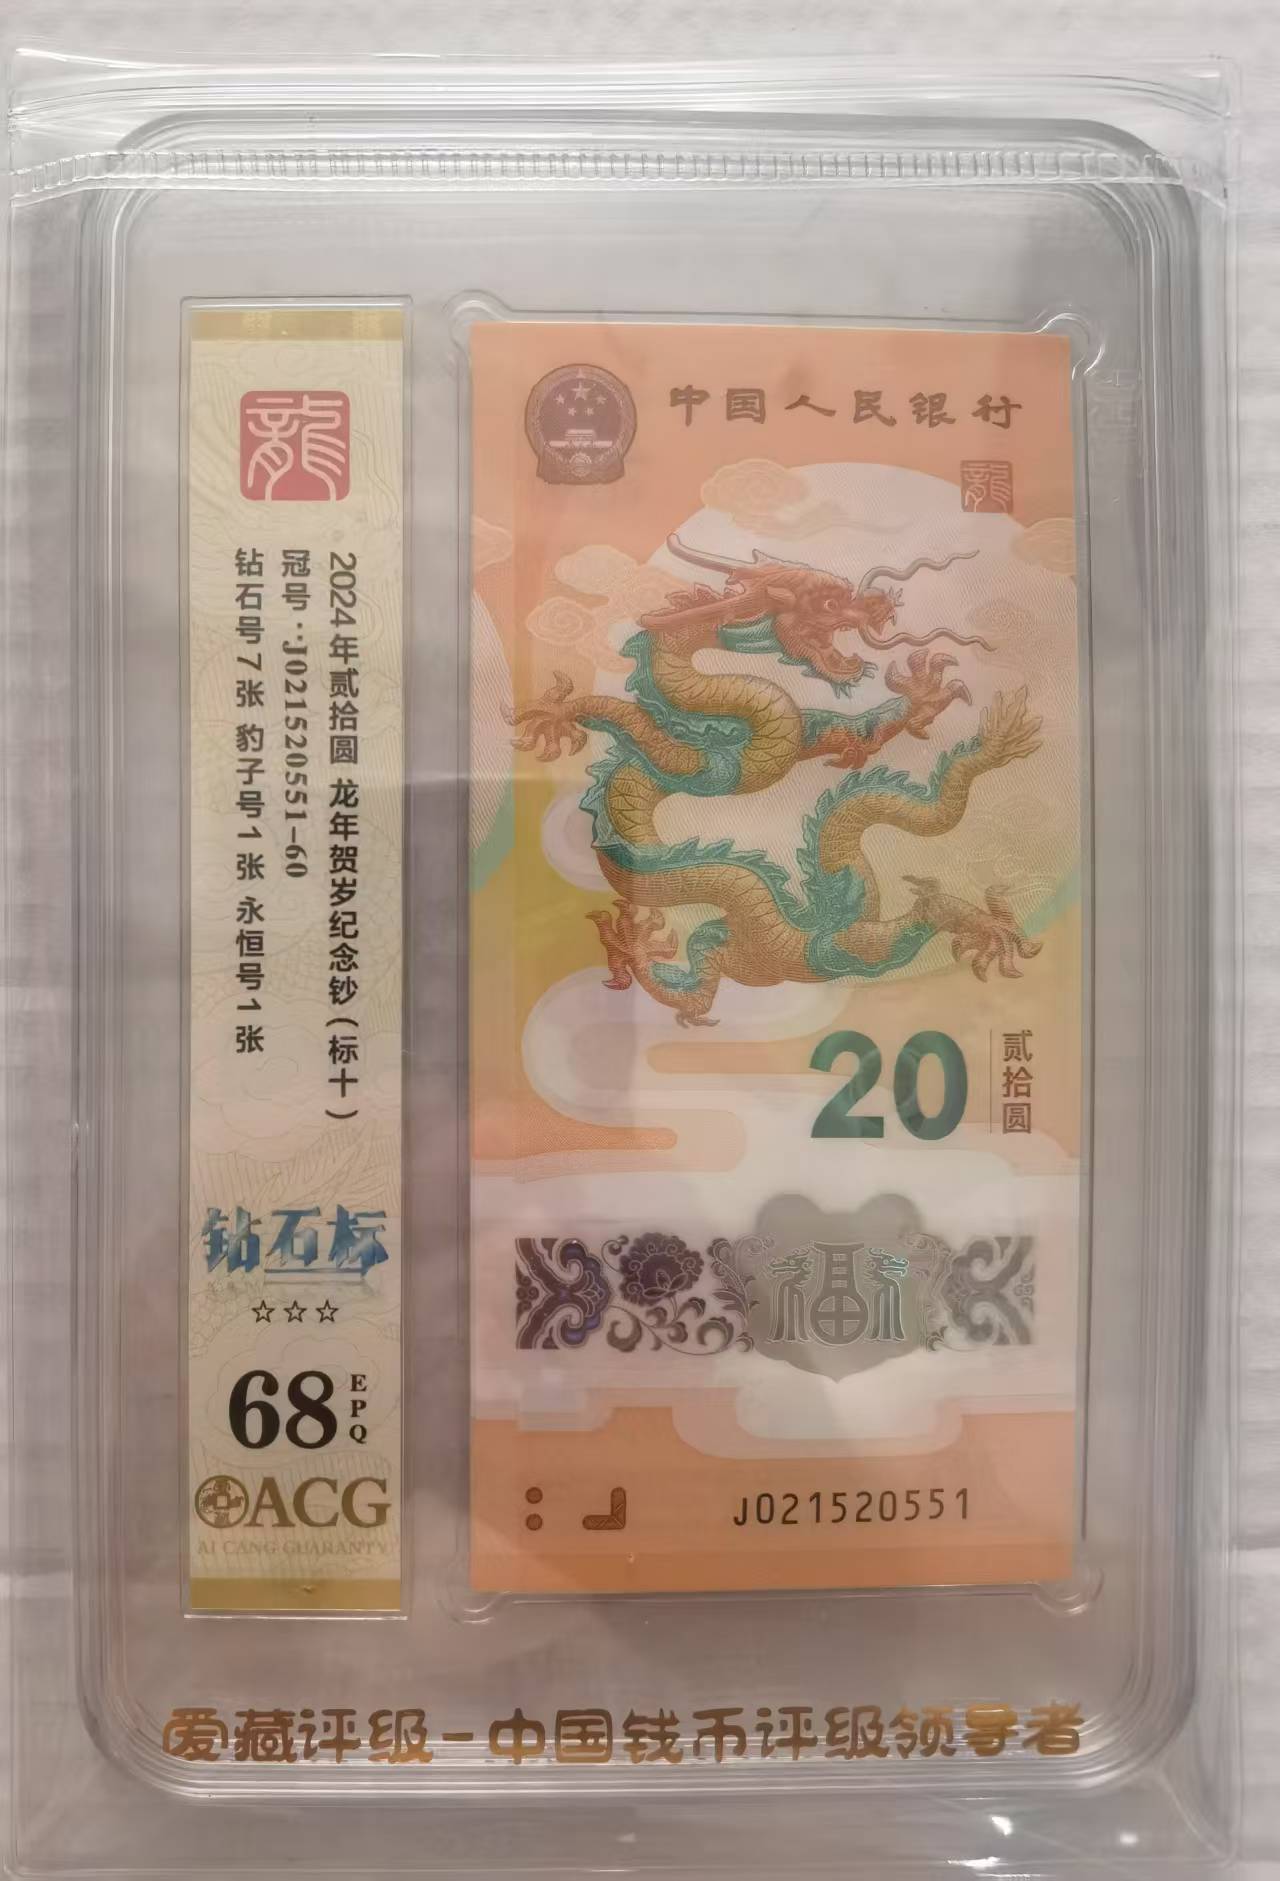 龍
2024年贰拾圆 龙年贺岁纪念钞(标十)
冠号:J021520551-60
钻石号7张 豹子号1张 永恒号1张
钻石标
☆☆☆
68
EPQ
ACG
AI CANG GUARANTY
中国人民银行
龍
20
贰拾圆
福
J021520551
爱藏评级-中国钱币评级领导者